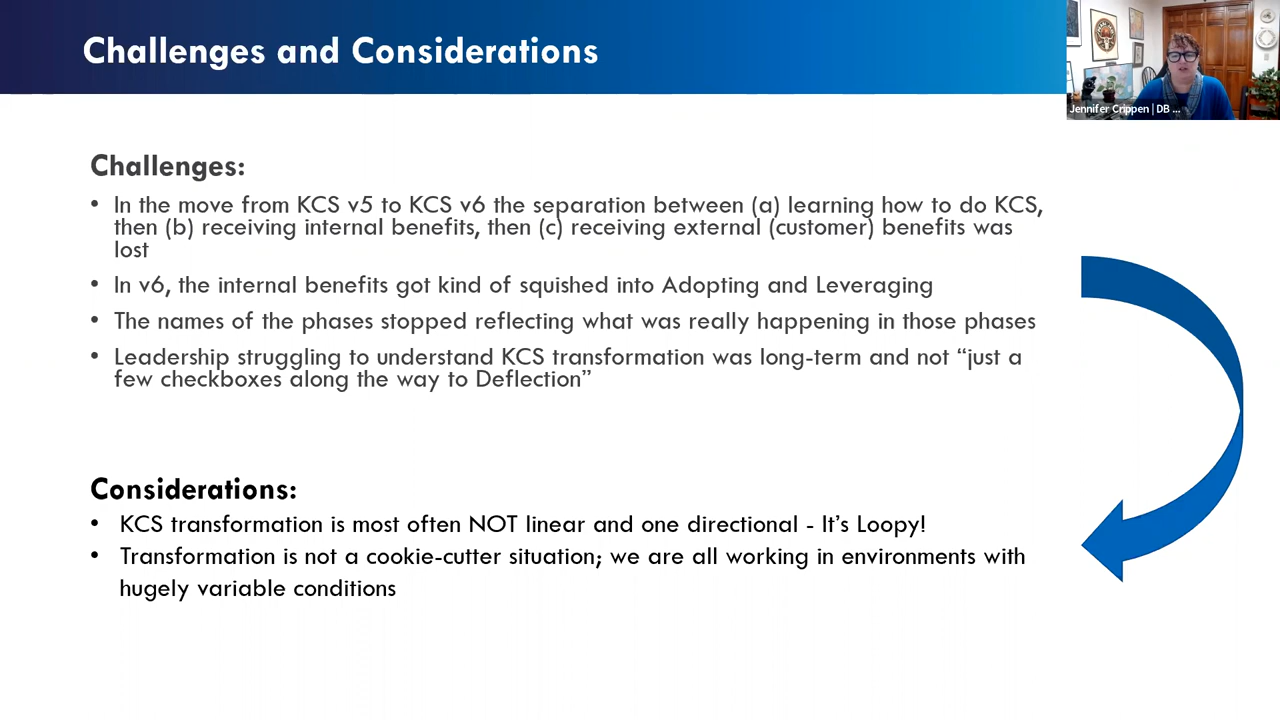 Challenges and Considerations
Jennifer Crippen | DB ...
Challenges:
• In the move from KCS v5 to KCS v6 the separation between (a) learning how to do KCS,
then (b) receiving internal benefits, then (c) receiving external (customer) benefits was
lost
• In v6, the internal benefits got kind of squished into Adopting and Leveraging
• The names of the phases stopped reflecting what was really happening in those phases
• Leadership struggling to understand KCS transformation was long-term and not “just a
few checkboxes along the way to Deflection”
Considerations:
• KCS transformation is most often NOT linear and one directional - It’s Loopy!
• Transformation is not a cookie-cutter situation; we are all working in environments with
hugely variable conditions